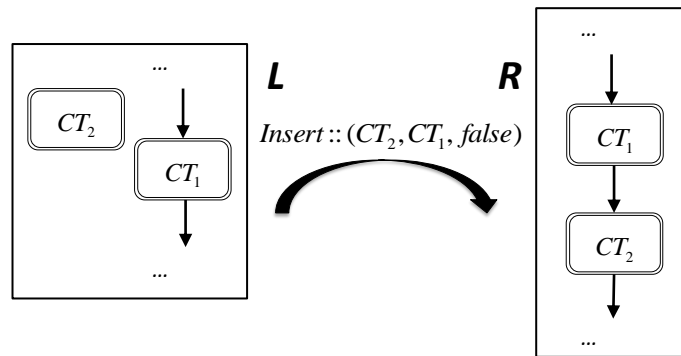 ...
CT₂
CT₁
...
L
R
Insert :: (CT₂, CT₁, false)
...
CT₁
CT₂
...